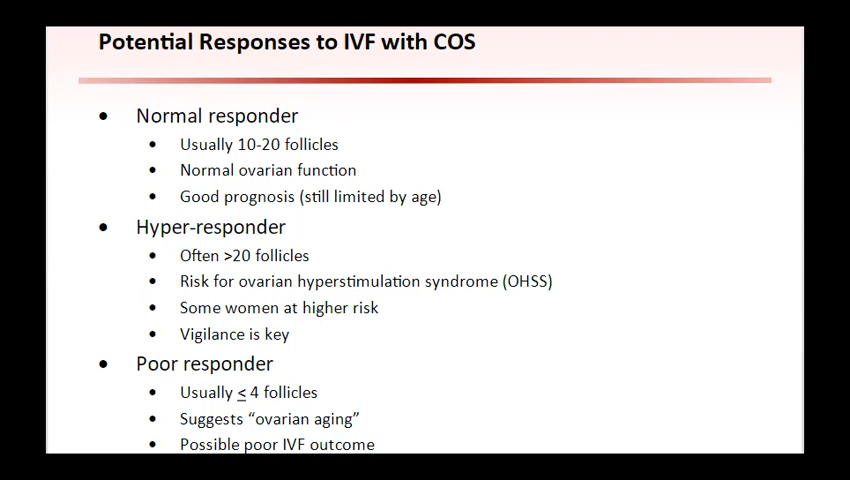 Potential Responses to IVF with COS
• Normal responder
• Usually 10-20 follicles
• Normal ovarian function
• Good prognosis (still limited by age)
• Hyper-responder
• Often >20 follicles
• Risk for ovarian hyperstimulation syndrome (OHSS)
• Some women at higher risk
• Vigilance is key
• Poor responder
• Usually ≤ 4 follicles
• Suggests “ovarian aging”
• Possible poor IVF outcome